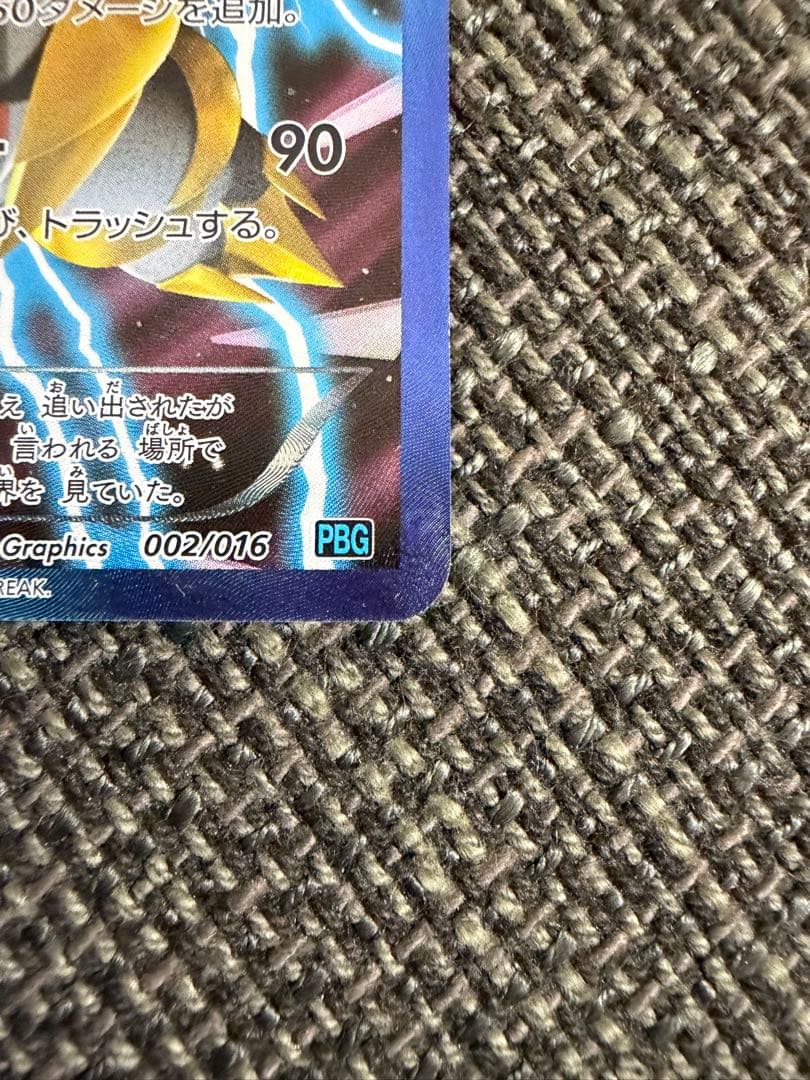 50ダメージを追加。
90
び、トラッシュする。
え 追い出されたが
言われる 場所で
界を 見ていた。
Graphics 002/016 PBG
REAK.